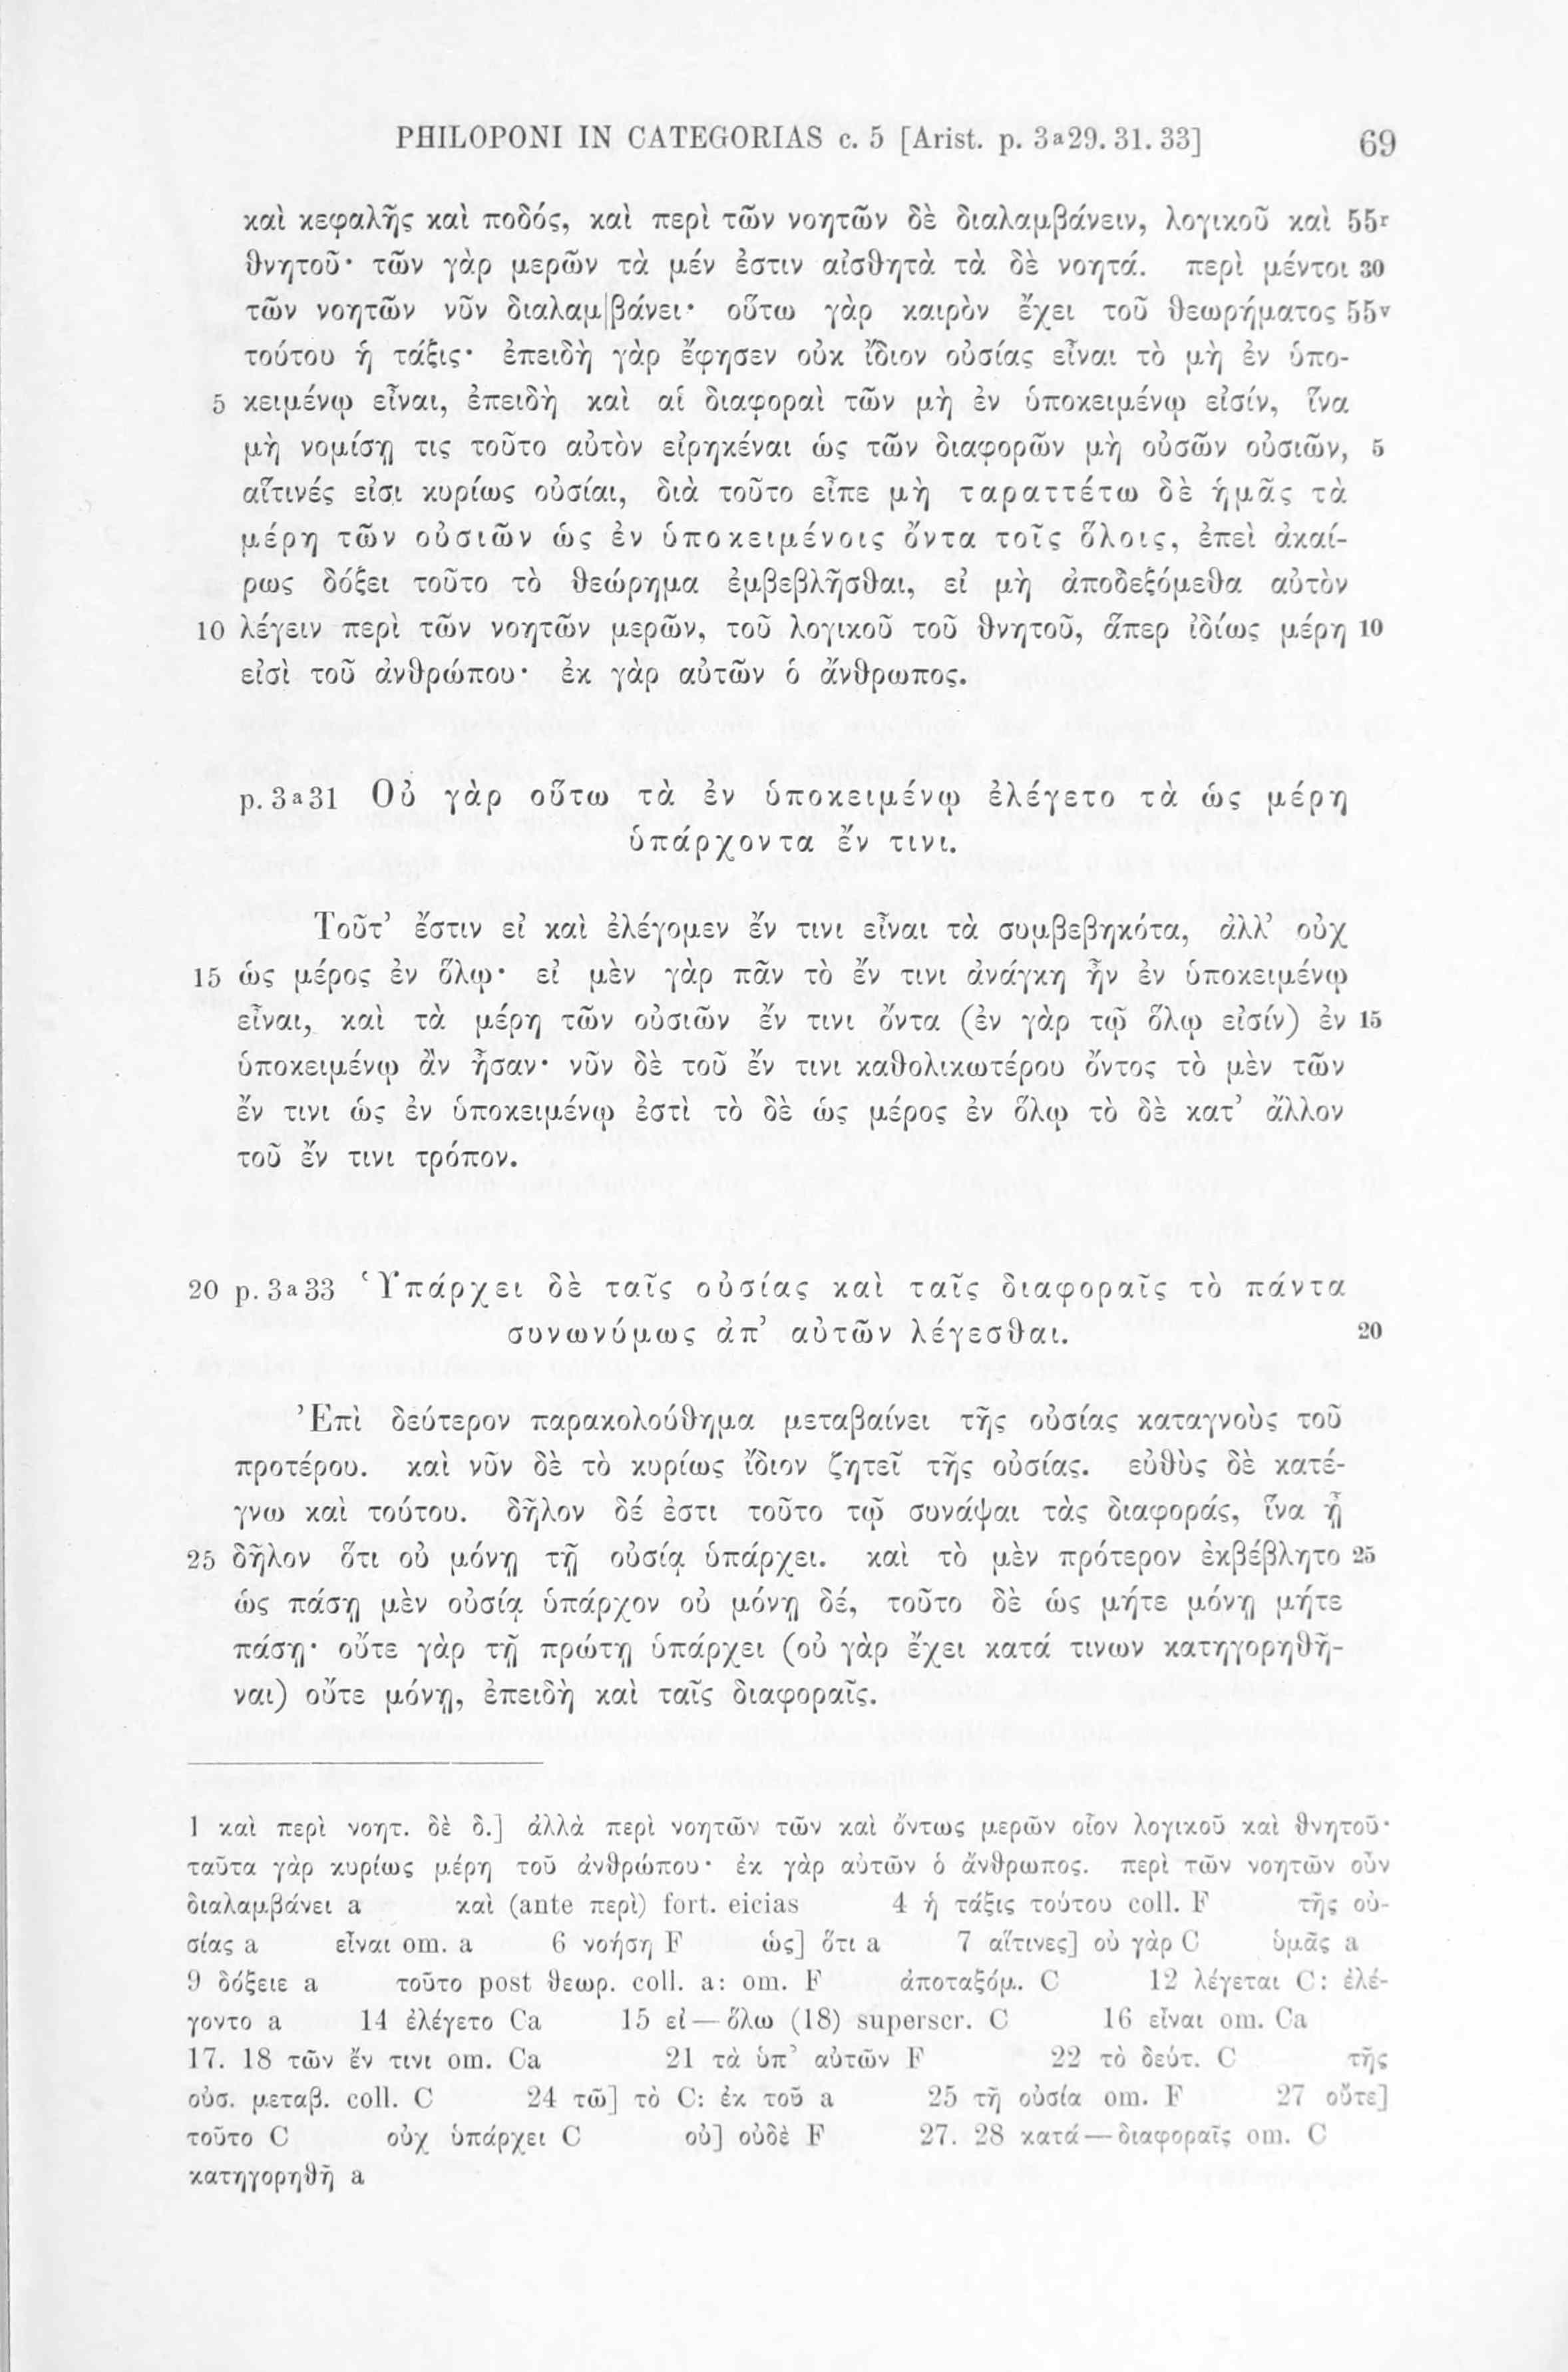 PHILOPONI IN CATEGORIAS c. 5 [Arist. p. 3a29. 31. 33] 69
καὶ κεφαλῆς καὶ ποδός, καὶ περὶ τῶν νοητῶν δὲ διαλαμβάνειν, λογικοῦ καὶ 55r
θνητοῦ· τῶν γὰρ μερῶν τὰ μέν ἐστιν αἰσθητὰ τὰ δὲ νοητά. περὶ μέντοι 30
τῶν νοητῶν νῦν διαλαμ|βάνει· οὕτω γὰρ καιρὸν ἔχει τοῦ θεωρήματος 55v
τούτου ἡ τάξις· ἐπειδὴ γὰρ ἔφησεν οὐκ ἴδιον οὐσίας εἶναι τὸ μὴ ἐν ὑπο-
5 κειμένῳ εἶναι, ἐπειδὴ καὶ αἱ διαφοραὶ τῶν μὴ ἐν ὑποκειμένῳ εἰσίν, ἵνα
μὴ νομίσῃ τις τοῦτο αὐτὸν εἰρηκέναι ὡς τῶν διαφορῶν μὴ οὐσῶν οὐσιῶν, 5
αἵτινές εἰσι κυρίως οὐσίαι, διὰ τοῦτο εἶπε μὴ ταραττέτω δὲ ἡμᾶς τὰ
μέρη τῶν οὐσιῶν ὡς ἐν ὑποκειμένοις ὄντα τοῖς ὅλοις, ἐπεὶ ἀκαί-
ρως δόξει τοῦτο τὸ θεώρημα ἐμβεβλῆσθαι, εἰ μὴ ἀποδεξόμεθα αὐτὸν
10 λέγειν περὶ τῶν νοητῶν μερῶν, τοῦ λογικοῦ τοῦ θνητοῦ, ἅπερ ἰδίως μέρη 10
εἰσὶ τοῦ ἀνθρώπου· ἐκ γὰρ αὐτῶν ὁ ἄνθρωπος.
p. 3a31 Οὐ γὰρ οὕτω τὰ ἐν ὑποκειμένῳ ἐλέγετο τὰ ὡς μέρη
ὑπάρχοντα ἔν τινι.
Τοῦτ’ ἔστιν εἰ καὶ ἐλέγομεν ἔν τινι εἶναι τὰ συμβεβηκότα, ἀλλ’ οὐχ
15 ὡς μέρος ἐν ὅλῳ· εἰ μὲν γὰρ πᾶν τὸ ἔν τινι ἀνάγκη ἦν ἐν ὑποκειμένῳ
εἶναι, καὶ τὰ μέρη τῶν οὐσιῶν ἔν τινι ὄντα (ἐν γὰρ τῷ ὅλῳ εἰσίν) ἐν 15
ὑποκειμένῳ ἂν ἦσαν· νῦν δὲ τοῦ ἔν τινι καθολικωτέρου ὄντος τὸ μὲν τῶν
ἔν τινι ὡς ἐν ὑποκειμένῳ ἐστὶ τὸ δὲ ὡς μέρος ἐν ὅλῳ τὸ δὲ κατ’ ἄλλον
τοῦ ἔν τινι τρόπον.
20 p. 3a33 Ὑπάρχει δὲ ταῖς οὐσίας καὶ ταῖς διαφοραῖς τὸ πάντα
συνωνύμως ἀπ’ αὐτῶν λέγεσθαι. 20
Ἐπὶ δεύτερον παρακολούθημα μεταβαίνει τῆς οὐσίας καταγνοὺς τοῦ
προτέρου. καὶ νῦν δὲ τὸ κυρίως ἴδιον ζητεῖ τῆς οὐσίας. εὐθὺς δὲ κατέ-
γνω καὶ τούτου. δῆλον δέ ἐστι τοῦτο τῷ συνάψαι τὰς διαφοράς, ἵνα ᾖ
25 δῆλον ὅτι οὐ μόνῃ τῇ οὐσίᾳ ὑπάρχει. καὶ τὸ μὲν πρότερον ἐκβέβλητο 25
ὡς πάσῃ μὲν οὐσίᾳ ὑπάρχον οὐ μόνῃ δέ, τοῦτο δὲ ὡς μήτε μόνῃ μήτε
πάσῃ· οὔτε γὰρ τῇ πρώτῃ ὑπάρχει (οὐ γὰρ ἔχει κατά τινων κατηγορηθῆ-
ναι) οὔτε μόνῃ, ἐπειδὴ καὶ ταῖς διαφοραῖς.
1 καὶ περὶ νοητ. δὲ δ.] ἀλλὰ περὶ νοητῶν τῶν καὶ ὄντως μερῶν οἷον λογικοῦ καὶ θνητοῦ·
ταῦτα γὰρ κυρίως μέρη τοῦ ἀνθρώπου· ἐκ γὰρ αὐτῶν ὁ ἄνθρωπος. περὶ τῶν νοητῶν οὖν
διαλαμβάνει a καὶ (ante περὶ) fort. eicias 4 ἡ τάξις τούτου coll. F τῆς οὐ-
σίας a εἶναι om. a 6 νοήση F ὡς] ὅτι a 7 αἵτινες] οὐ γὰρ C ὑμᾶς a
9 δόξειε a τοῦτο post θεωρ. coll. a: om. F ἀποταξόμ. C 12 λέγεται C: ἐλέ-
γοντο a 14 ἐλέγετο Ca 15 εἰ — ὅλω (18) superscr. C 16 εἶναι om. Ca
17. 18 τῶν ἔν τινι om. Ca 21 τὰ ὑπ’ αὐτῶν F 22 τὸ δεύτ. C τῆς
οὐσ. μεταβ. coll. C 24 τῶ] τὸ C: ἐκ τοῦ a 25 τῆ οὐσία om. F 27 οὔτε]
τοῦτο C οὐχ ὑπάρχει C οὐ] οὐδὲ F 27. 28 κατά — διαφοραῖς om. C
κατηγορηθῆ a